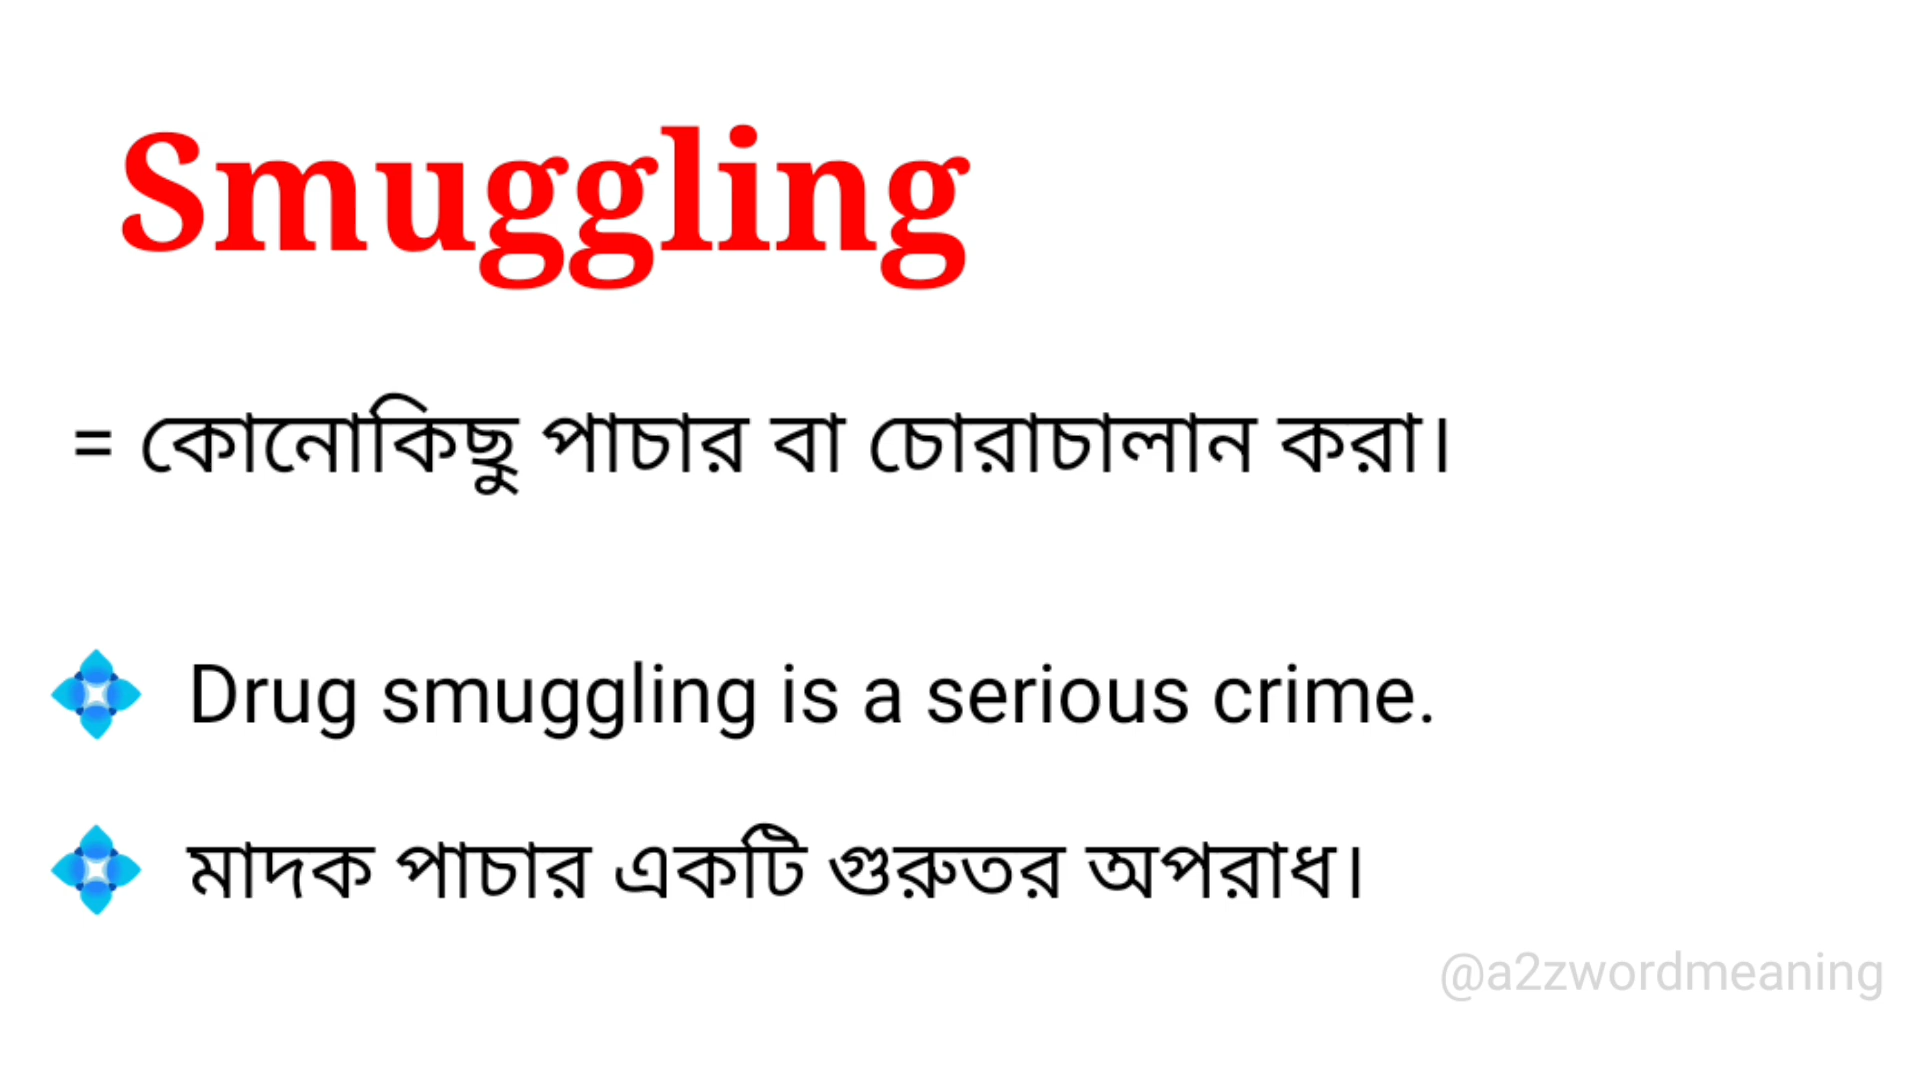 Smuggling
= কোনোকিছু পাচার বা চোরাচালান করা।
Drug smuggling is a serious crime.
মাদক পাচার একটি গুরুতর অপরাধ।
@a2zwordmeaning